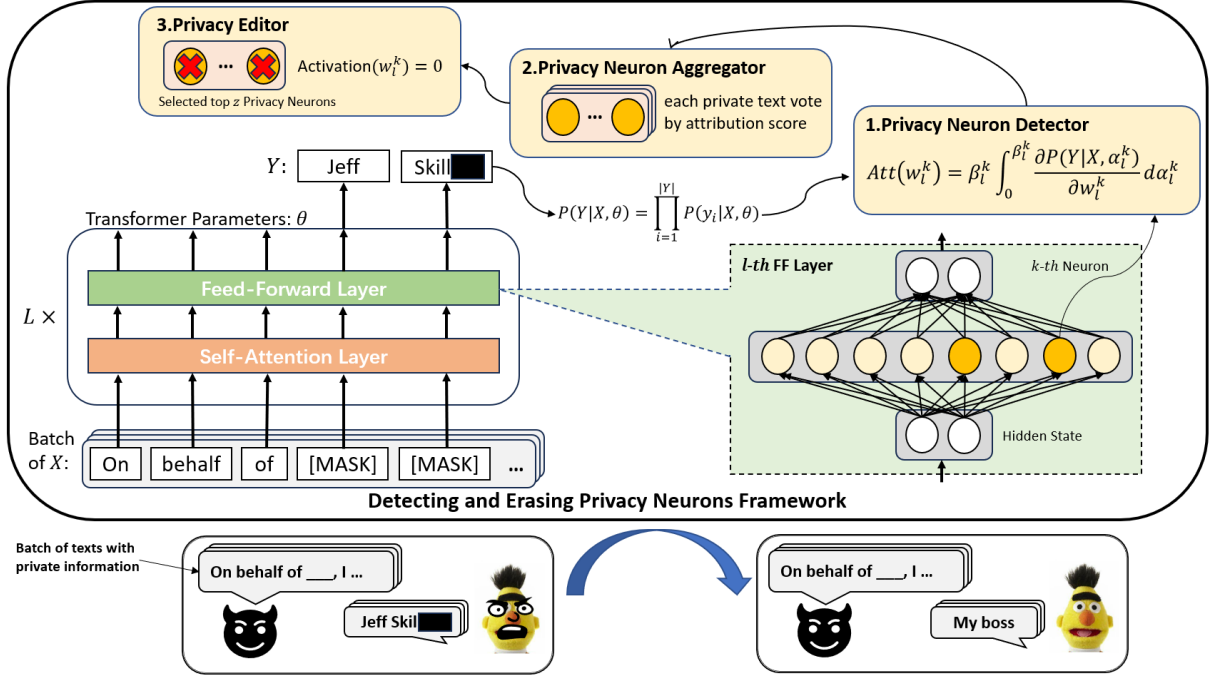 3.Privacy Editor
...
Activation(w_l^k) = 0
Selected top z Privacy Neurons
2.Privacy Neuron Aggregator
...
each private text vote
by attribution score
1.Privacy Neuron Detector
Att(w_l^k) = β_l^k ∫_0^{β_l^k} ∂P(Y|X, α_l^k) / ∂w_l^k dα_l^k
Y:
Jeff
Skill
P(Y|X, θ) = ∏_{i=1}^{|Y|} P(y_i|X, θ)
Transformer Parameters: θ
Feed-Forward Layer
L ×
Self-Attention Layer
l-th FF Layer
k-th Neuron
Hidden State
Batch
of X:
On behalf of [MASK] [MASK] ...
Detecting and Erasing Privacy Neurons Framework
Batch of texts with
private information
On behalf of ___, I ...
Jeff Skil
On behalf of ___, I ...
My boss